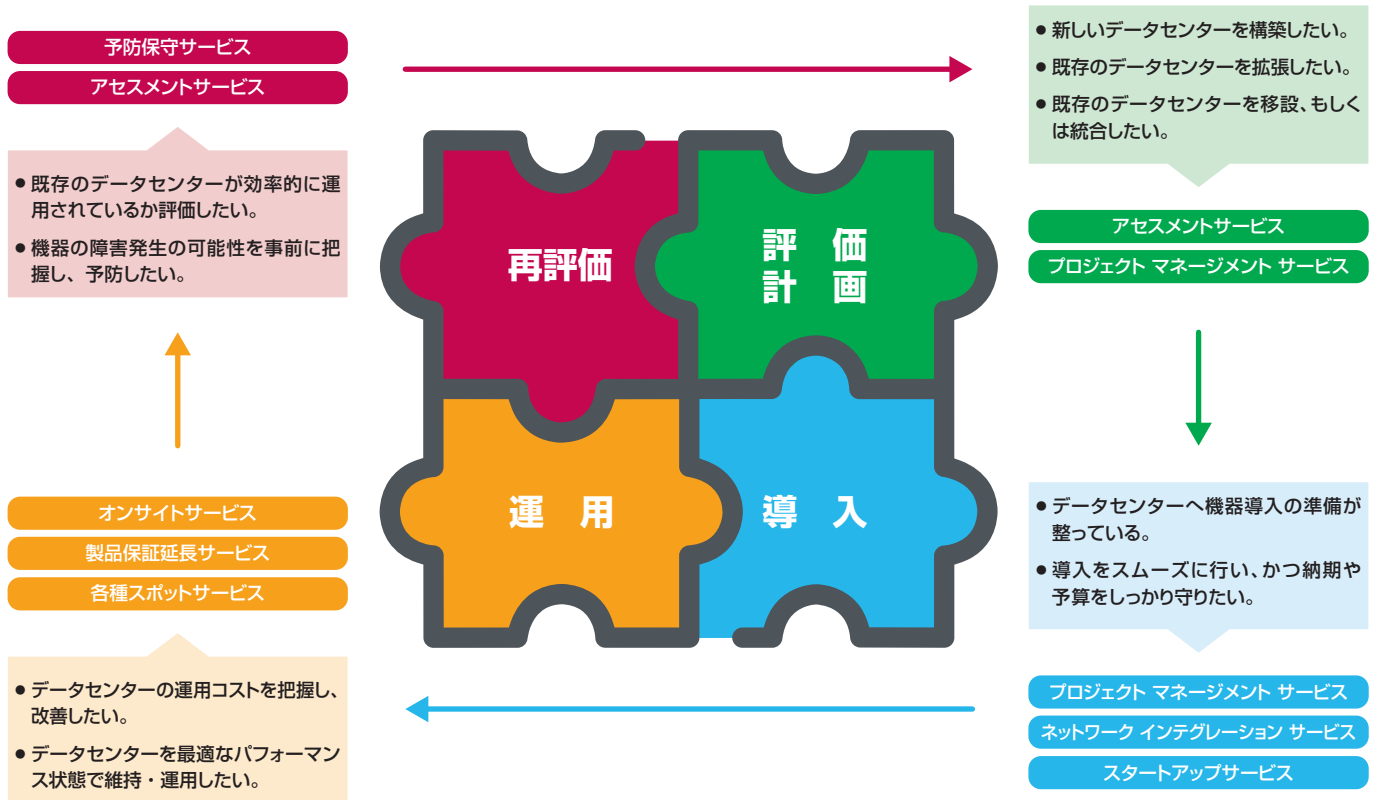 予防保守サービス
アセスメントサービス
● 既存のデータセンターが効率的に運
用されているか評価したい。
● 機器の障害発生の可能性を事前に把
握し、予防したい。
● 新しいデータセンターを構築したい。
● 既存のデータセンターを拡張したい。
● 既存のデータセンターを移設、もしく
は統合したい。
アセスメントサービス
プロジェクト マネージメント サービス
再評価
評 価
計 画
運 用
導 入
オンサイトサービス
製品保証延長サービス
各種スポットサービス
● データセンターの運用コストを把握し、
改善したい。
● データセンターを最適なパフォーマン
ス状態で維持・運用したい。
● データセンターへ機器導入の準備が
整っている。
● 導入をスムーズに行い、かつ納期や
予算をしっかり守りたい。
プロジェクト マネージメント サービス
ネットワーク インテグレーション サービス
スタートアップサービス